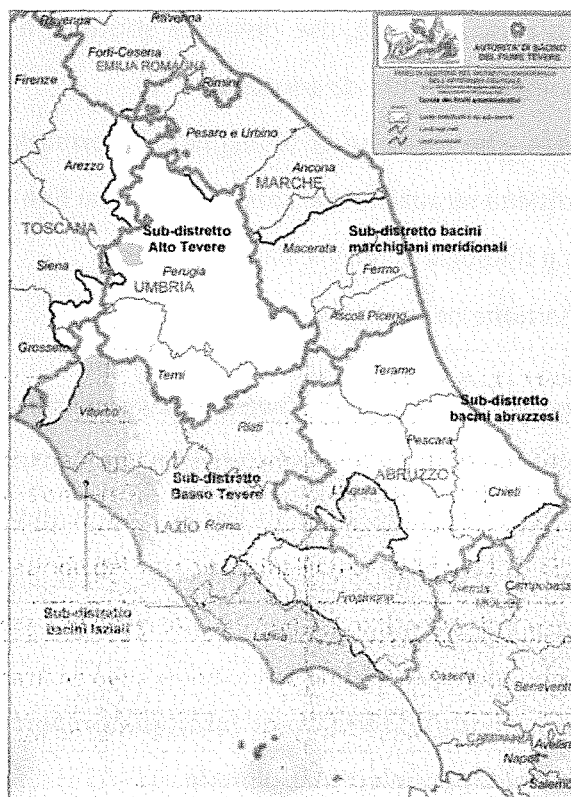 Ravenna
Ravenna
Forlì-Cesena
EMILIA ROMAGNA
Firenze
Rimini
Pesaro e Urbino
Arezzo
Ancona
MARCHE
TOSCANA
Sub-distretto
Alto Tevere
Macerata
Sub-distretto bacini
marchigiani meridionali
Siena
Perugia
UMBRIA
Fermo
Ascoli Piceno
Grosseto
Terni
Teramo
Viterbo
Rieti
Sub-distretto
bacini abruzzesi
Pescara
ABRUZZO
Sub-distretto
Basso Tevere
L'Aquila
Chieti
LAZIO
Roma
Frosinone
Isernia
MOLISE
Campobasso
Sub-distretto
Bacini laziali
Latina
Caserta
Benevento
CAMPANIA
Avellino
Napoli
Salerno
AUTORITÀ DI BACINO
DEL FIUME TEVERE